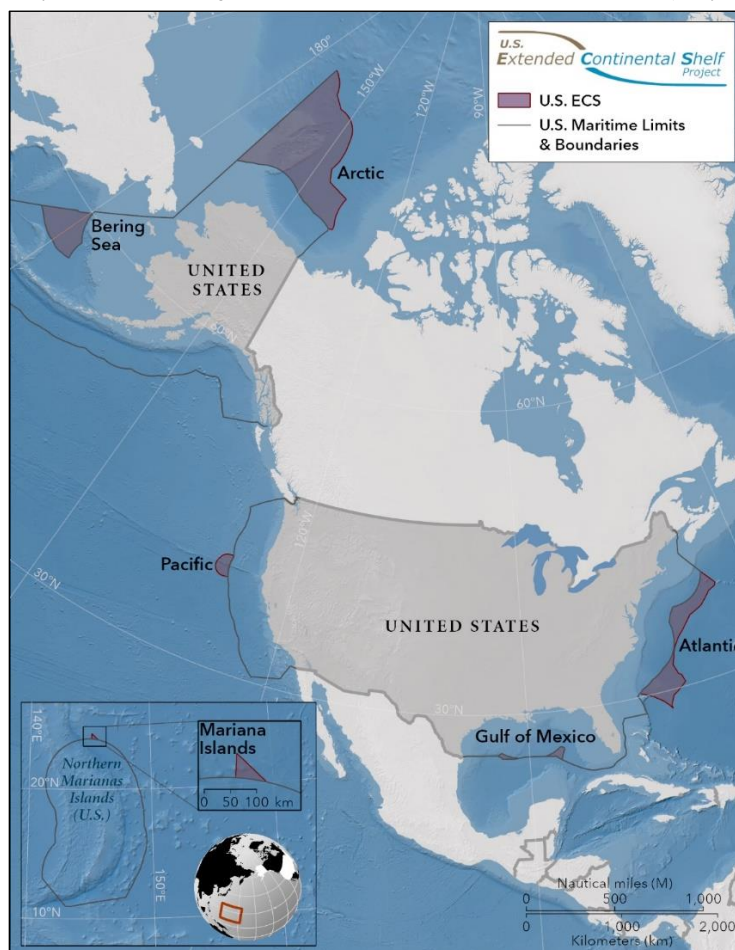 U.S.
Extended Continental Shelf
Project
U.S. ECS
U.S. Maritime Limits
& Boundaries
180°
150°W
120°W
90°W
Arctic
Bering
Sea
UNITED
STATES
60°N
Pacific
120°W
30°N
UNITED STATES
Atlantic
30°N
Gulf of Mexico
140°E
Mariana
Islands
0 50 100 km
Northern
Marianas
Islands
(U.S.)
20°N
150°E
10°N
Nautical miles (M)
0 500 1,000
0 1,000 2,000
Kilometers (km)